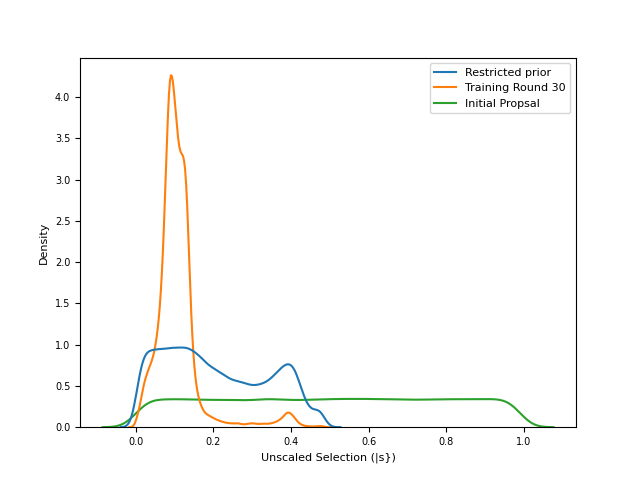 Restricted prior
Training Round 30
Initial Propsal
Density
4.0
3.5
3.0
2.5
2.0
1.5
1.0
0.5
0.0
0.0 0.2 0.4 0.6 0.8 1.0
Unscaled Selection (|s})